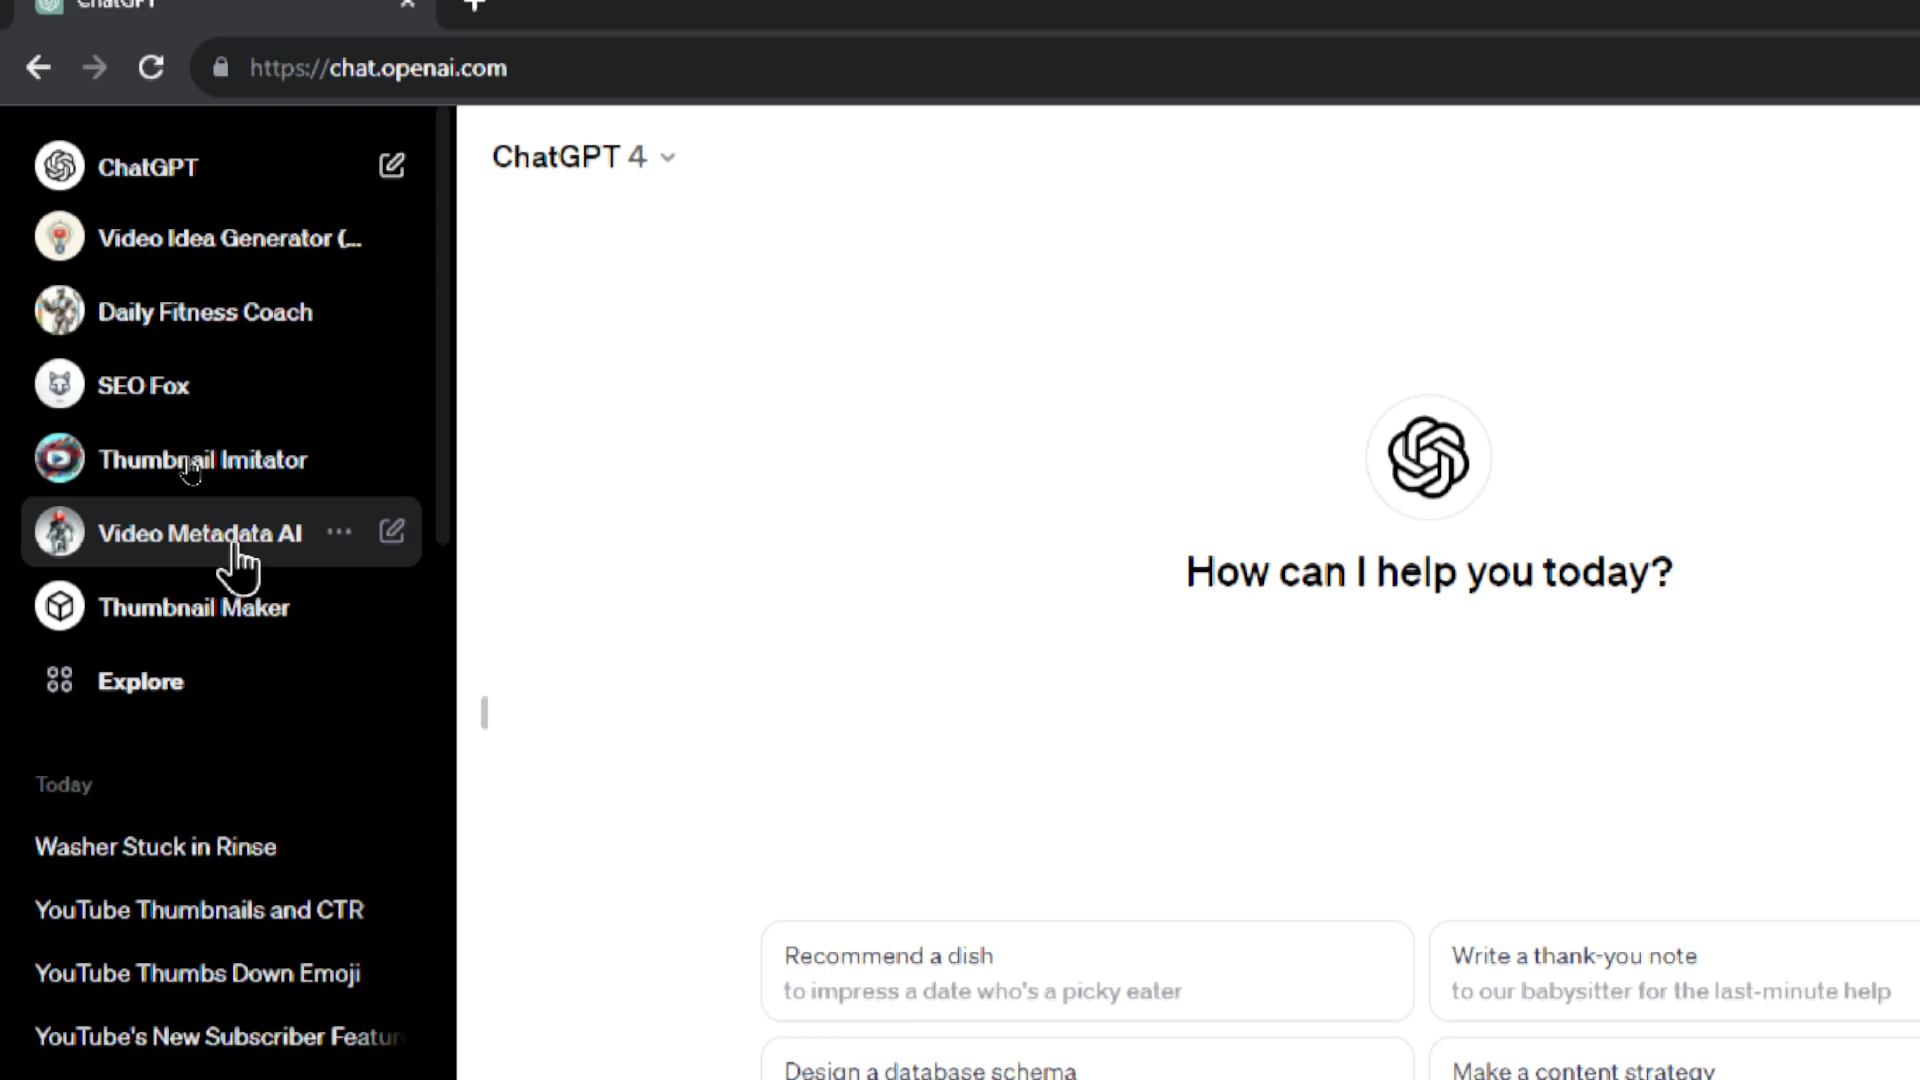 ChatGPT
https://chat.openai.com
ChatGPT
Video Idea Generator (...
Daily Fitness Coach
SEO Fox
Thumbnail Imitator
Video Metadata AI
Thumbnail Maker
Explore
Today
Washer Stuck in Rinse
YouTube Thumbnails and CTR
YouTube Thumbs Down Emoji
YouTube's New Subscriber Featur
ChatGPT 4
How can I help you today?
Recommend a dish
to impress a date who's a picky eater
Write a thank-you note
to our babysitter for the last-minute help
Design a database schema
Make a content strategy